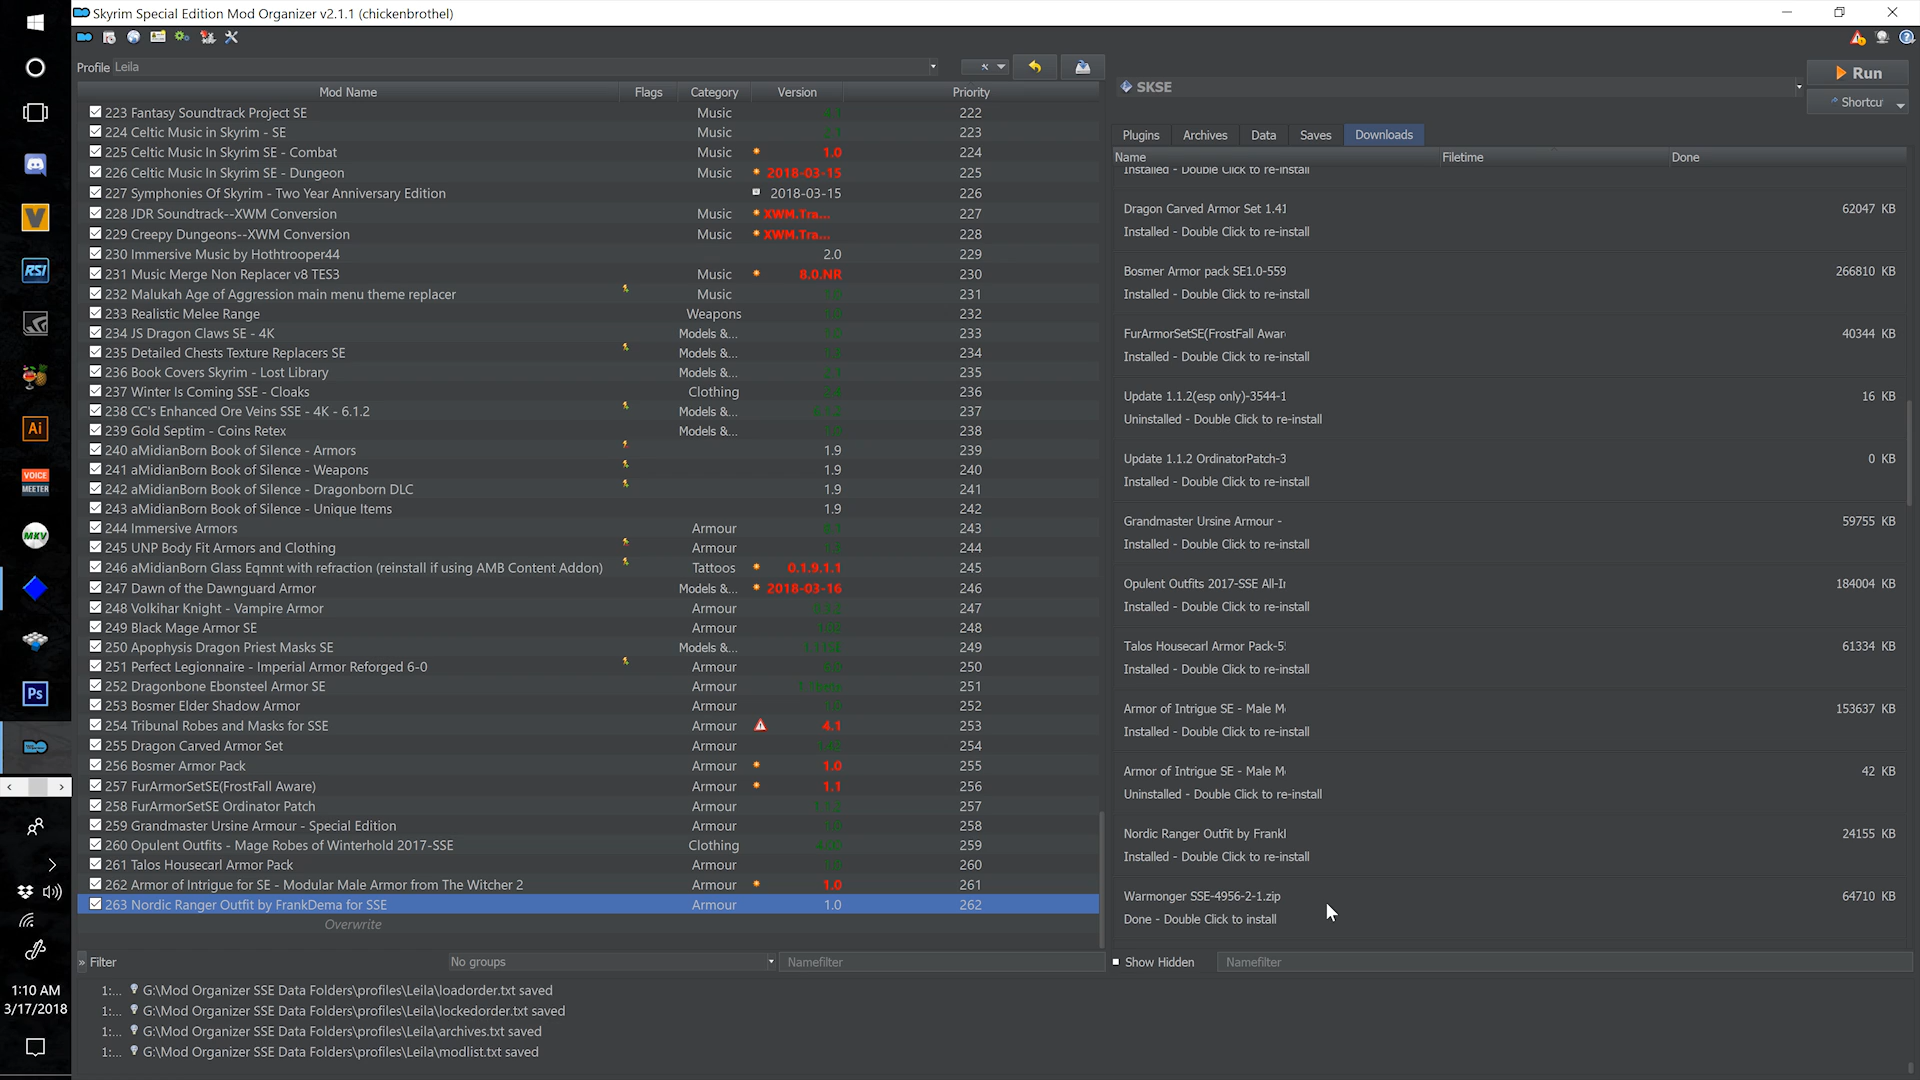 Skyrim Special Edition Mod Organizer v2.1.1 (chickenbrothel)
Profile Leila
Mod Name Flags Category Version Priority
223 Fantasy Soundtrack Project SE Music 222
224 Celtic Music in Skyrim - SE Music 223
225 Celtic Music In Skyrim SE - Combat Music 1.0 224
226 Celtic Music In Skyrim SE - Dungeon Music 2018-03-15 225
227 Symphonies Of Skyrim - Two Year Anniversary Edition 2018-03-15 226
228 JDR Soundtrack--XWM Conversion Music XWM.Tra... 227
229 Creepy Dungeons--XWM Conversion Music XWM.Tra... 228
230 Immersive Music by Hothtrooper44 2.0 229
231 Music Merge Non Replacer v8 TES3 Music 8.0.NR 230
232 Malukah Age of Aggression main menu theme replacer Music 231
233 Realistic Melee Range Weapons 232
234 JS Dragon Claws SE - 4K Models &... 233
235 Detailed Chests Texture Replacers SE Models &... 234
236 Book Covers Skyrim - Lost Library Models &... 235
237 Winter Is Coming SSE - Cloaks Clothing 236
238 CC's Enhanced Ore Veins SSE - 4K - 6.1.2 Models &... 237
239 Gold Septim - Coins Retex Models &... 238
240 aMidianBorn Book of Silence - Armors 1.9 239
241 aMidianBorn Book of Silence - Weapons 1.9 240
242 aMidianBorn Book of Silence - Dragonborn DLC 1.9 241
243 aMidianBorn Book of Silence - Unique Items 1.9 242
244 Immersive Armors Armour 243
245 UNP Body Fit Armors and Clothing Armour 244
246 aMidianBorn Glass Eqmnt with refraction (reinstall if using AMB Content Addon) Tattoos 0.1.9.1.1 245
247 Dawn of the Dawnguard Armor Models &... 2018-03-16 246
248 Volkihar Knight - Vampire Armor Armour 247
249 Black Mage Armor SE Armour 248
250 Apophysis Dragon Priest Masks SE Models &... 249
251 Perfect Legionnaire - Imperial Armor Reforged 6-0 Armour 250
252 Dragonbone Ebonsteel Armor SE Armour 251
253 Bosmer Elder Shadow Armor Armour 252
254 Tribunal Robes and Masks for SSE Armour 4.1 253
255 Dragon Carved Armor Set Armour 254
256 Bosmer Armor Pack Armour 1.0 255
257 FurArmorSetSE(FrostFall Aware) Armour 1.1 256
258 FurArmorSetSE Ordinator Patch Armour 257
259 Grandmaster Ursine Armour - Special Edition Armour 258
260 Opulent Outfits - Mage Robes of Winterhold 2017-SSE Clothing 259
261 Talos Housecarl Armor Pack Armour 260
262 Armor of Intrigue for SE - Modular Male Armor from The Witcher 2 Armour 1.0 261
263 Nordic Ranger Outfit by FrankDema for SSE Armour 1.0 262
Overwrite
» Filter No groups Namefilter
1:... G:\Mod Organizer SSE Data Folders\profiles\Leila\loadorder.txt saved
1:... G:\Mod Organizer SSE Data Folders\profiles\Leila\lockedorder.txt saved
1:... G:\Mod Organizer SSE Data Folders\profiles\Leila\archives.txt saved
1:... G:\Mod Organizer SSE Data Folders\profiles\Leila\modlist.txt saved
SKSE
Run
Shortcu
Plugins Archives Data Saves Downloads
Name Filetime Done
Installed - Double Click to re-install
Dragon Carved Armor Set 1.41 62047 KB
Installed - Double Click to re-install
Bosmer Armor pack SE1.0-559 266810 KB
Installed - Double Click to re-install
FurArmorSetSE(FrostFall Awar 40344 KB
Installed - Double Click to re-install
Update 1.1.2(esp only)-3544-1 16 KB
Uninstalled - Double Click to re-install
Update 1.1.2 OrdinatorPatch-3 0 KB
Installed - Double Click to re-install
Grandmaster Ursine Armour - 59755 KB
Installed - Double Click to re-install
Opulent Outfits 2017-SSE All-I 184004 KB
Installed - Double Click to re-install
Talos Housecarl Armor Pack-5 61334 KB
Installed - Double Click to re-install
Armor of Intrigue SE - Male M 153637 KB
Installed - Double Click to re-install
Armor of Intrigue SE - Male M 42 KB
Uninstalled - Double Click to re-install
Nordic Ranger Outfit by Frankl 24155 KB
Installed - Double Click to re-install
Warmonger SSE-4956-2-1.zip 64710 KB
Done - Double Click to install
Show Hidden Namefilter
RSI
Ai
VOICE
MEETER
MKV
Ps
1:10 AM
3/17/2018